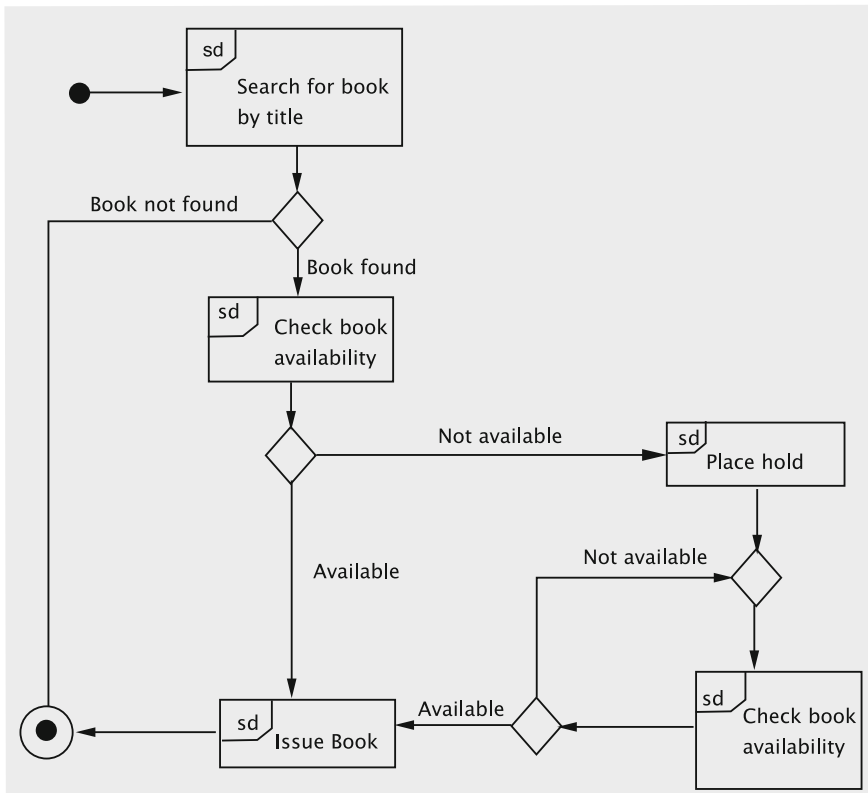 sd
Search for book
by title
Book not found
Book found
sd
Check book
availability
Not available
sd
Place hold
Not available
Available
sd
Check book
availability
Available
sd
Issue Book